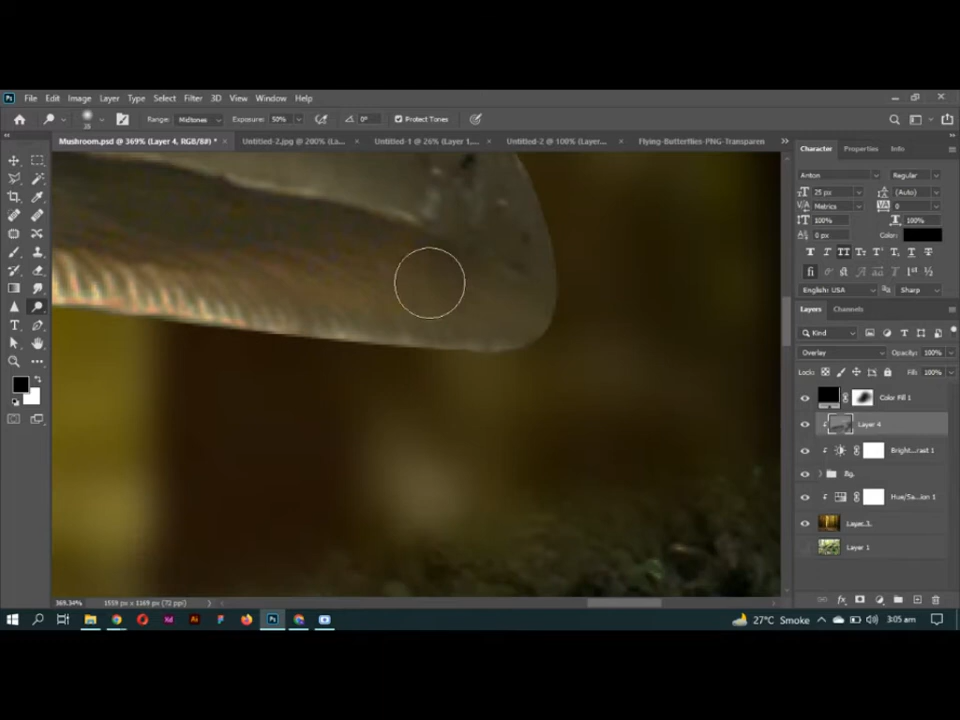 File Edit Image Layer Type Select Filter 3D View Window Help
Range: Midtones Exposure: 50% 0° Protect Tones
Mushroom.psd @ 369% (Layer 4, RGB/8#) * × Untitled-2.jpg @ 200% (La... × Untitled-1 @ 26% (Layer 1,... × Untitled-2 @ 100% (Layer... × Flying-Butterflies-PNG-Transparen
Character Properties Info
Anton Regular
25 px (Auto)
Metrics 0
100% 100%
0 px Color:
English: USA Sharp
Layers Channels
Kind
Overlay Opacity: 100%
Lock: Fill: 100%
Color Fill 1
Layer 4
Bright...rast 1
Bg.
Hue/Sa...ion 1
Layer 3
Layer 1
369.34% 1559 px x 1169 px (72 ppi)
27°C Smoke 3:05 am